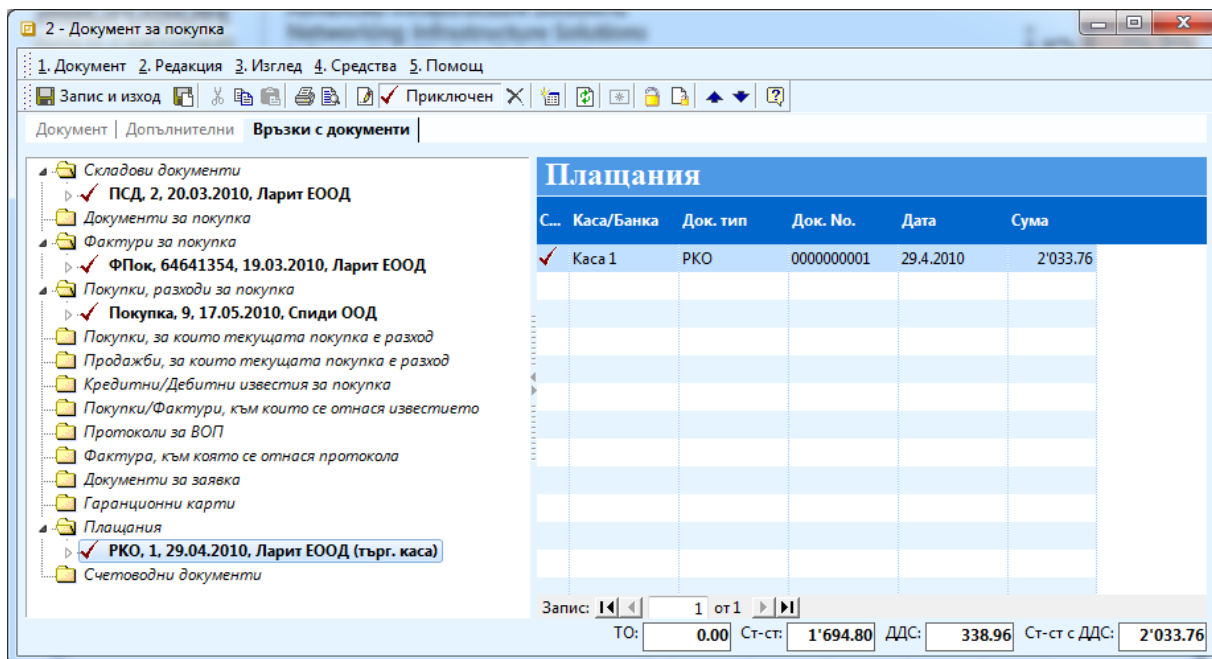 2 - Документ за покупка
1. Документ 2. Редакция 3. Изглед 4. Средства 5. Помощ
Запис и изход Приключен
Документ Допълнителни Връзки с документи
Складови документи
ПСД, 2, 20.03.2010, Ларит ЕООД
Документи за покупка
Фактури за покупка
ФПок, 64641354, 19.03.2010, Ларит ЕООД
Покупки, разходи за покупка
Покупка, 9, 17.05.2010, Спиди ООД
Покупки, за които текущата покупка е разход
Продажби, за които текущата покупка е разход
Кредитни/Дебитни известия за покупка
Покупки/Фактури, към които се отнася известието
Протоколи за ВОП
Фактура, към която се отнася протокола
Документи за заявка
Гаранционни карти
Плащания
РКО, 1, 29.04.2010, Ларит ЕООД (търг. каса)
Счетоводни документи
Плащания
С... Каса/Банка Док. тип Док. No. Дата Сума
Каса 1 РКО 0000000001 29.4.2010 2'033.76
Запис: 1 от 1
ТО: 0.00 Ст-ст: 1'694.80 ДДС: 338.96 Ст-ст с ДДС: 2'033.76